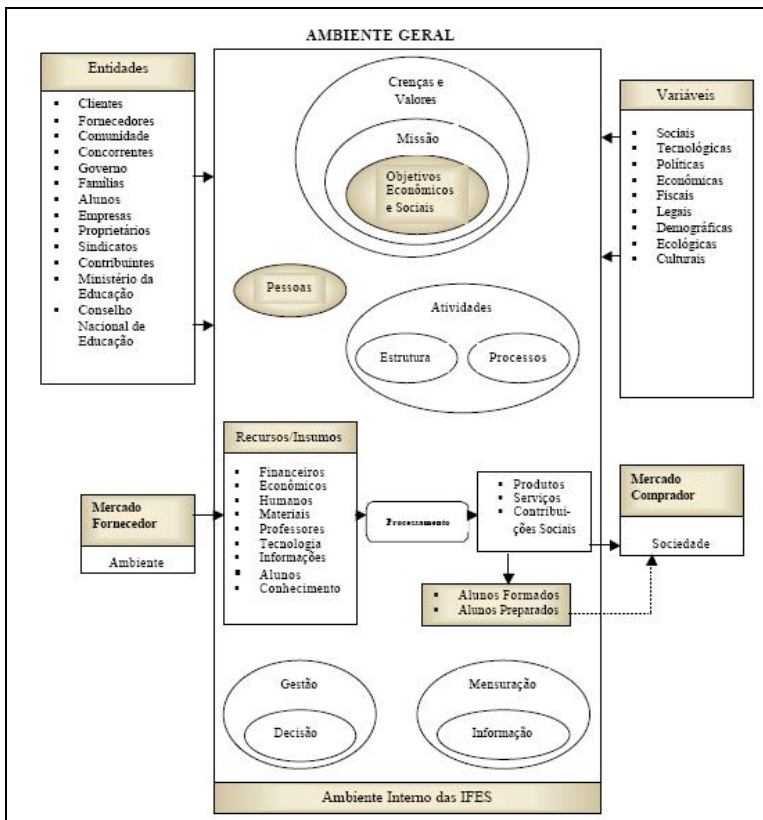 AMBIENTE GERAL
Entidades
▪ Clientes
▪ Fornecedores
▪ Comunidade
▪ Concorrentes
▪ Governo
▪ Famílias
▪ Alunos
▪ Empresas
▪ Proprietários
▪ Sindicatos
▪ Contribuintes
▪ Ministério da
Educação
▪ Conselho
Nacional de
Educação
Crenças e
Valores
Missão
Objetivos
Econômicos
e Sociais
Variáveis
▪ Sociais
▪ Tecnológicas
▪ Políticas
▪ Econômicas
▪ Fiscais
▪ Legais
▪ Demográficas
▪ Ecológicas
▪ Culturais
Pessoas
Atividades
Estrutura
Processos
Mercado
Fornecedor
Ambiente
Recursos/Insumos
▪ Financeiros
▪ Econômicos
▪ Humanos
▪ Materiais
▪ Professores
▪ Tecnologia
▪ Informações
▪ Alunos
▪ Conhecimento
Processamento
▪ Produtos
▪ Serviços
▪ Contribui-
ções Sociais
Mercado
Comprador
Sociedade
▪ Alunos Formados
▪ Alunos Preparados
Gestão
Decisão
Mensuração
Informação
Ambiente Interno das IFES